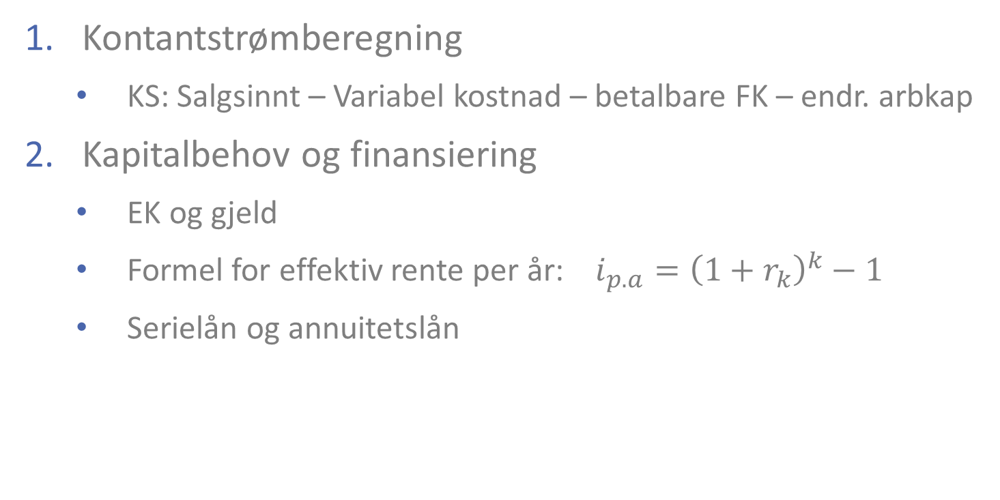 1. Kontantstrømberegning
• KS: Salgsinnt – Variabel kostnad – betalbare FK – endr. arbkap
2. Kapitalbehov og finansiering
• EK og gjeld
• Formel for effektiv rente per år: $i_{p.a} = (1 + r_k)^k - 1$
• Serielån og annuitetslån